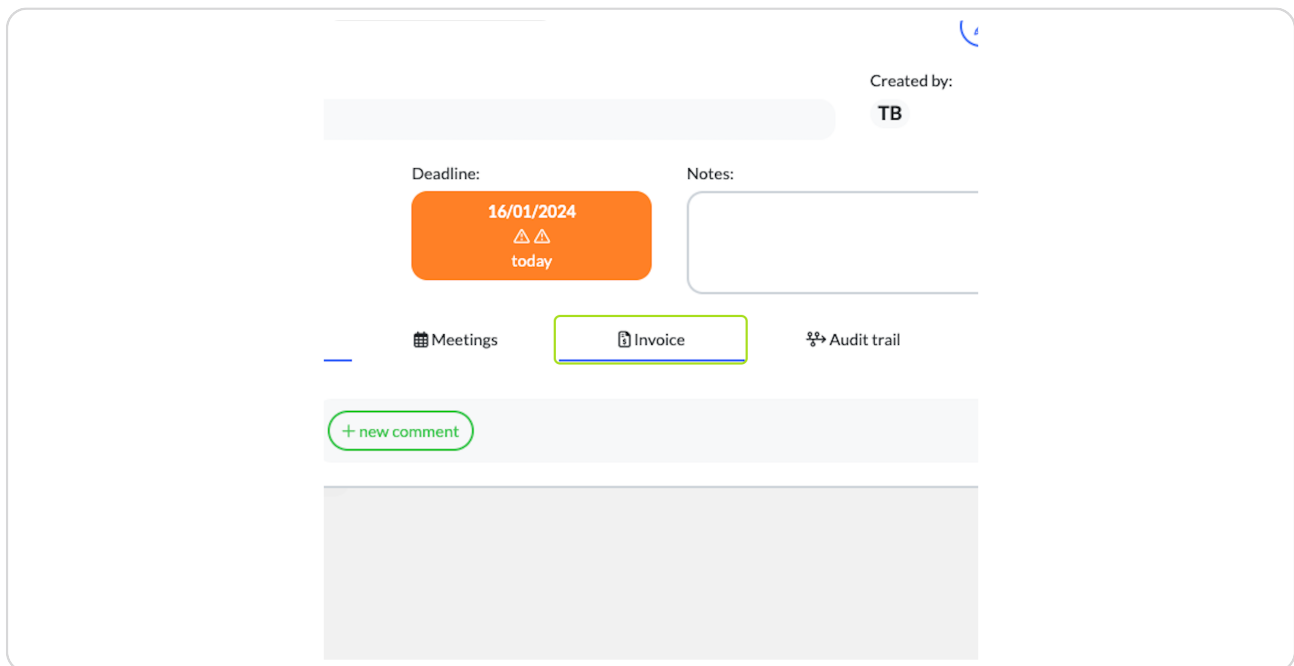 Created by:
TB
Deadline:
Notes:
16/01/2024
today
Meetings
Invoice
Audit trail
+ new comment